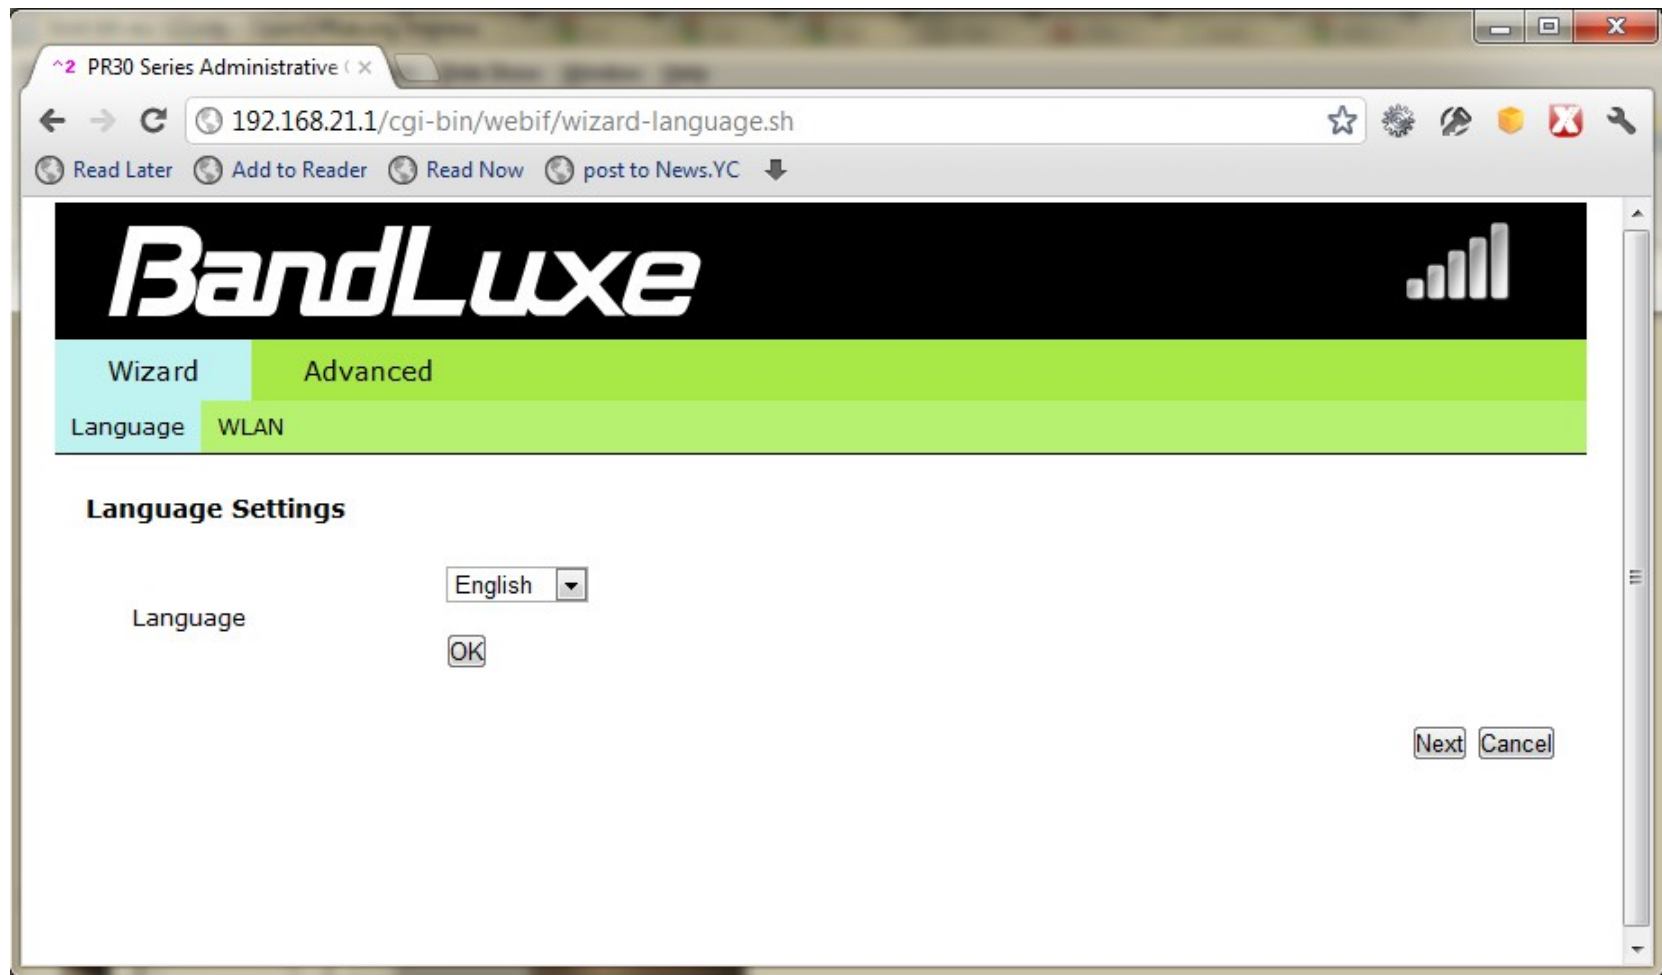 ^2 PR30 Series Administrative
192.168.21.1/cgi-bin/webif/wizard-language.sh
Read Later Add to Reader Read Now post to News.YC
BandLuxe
Wizard Advanced
Language WLAN
Language Settings
English
Language
OK
Next Cancel